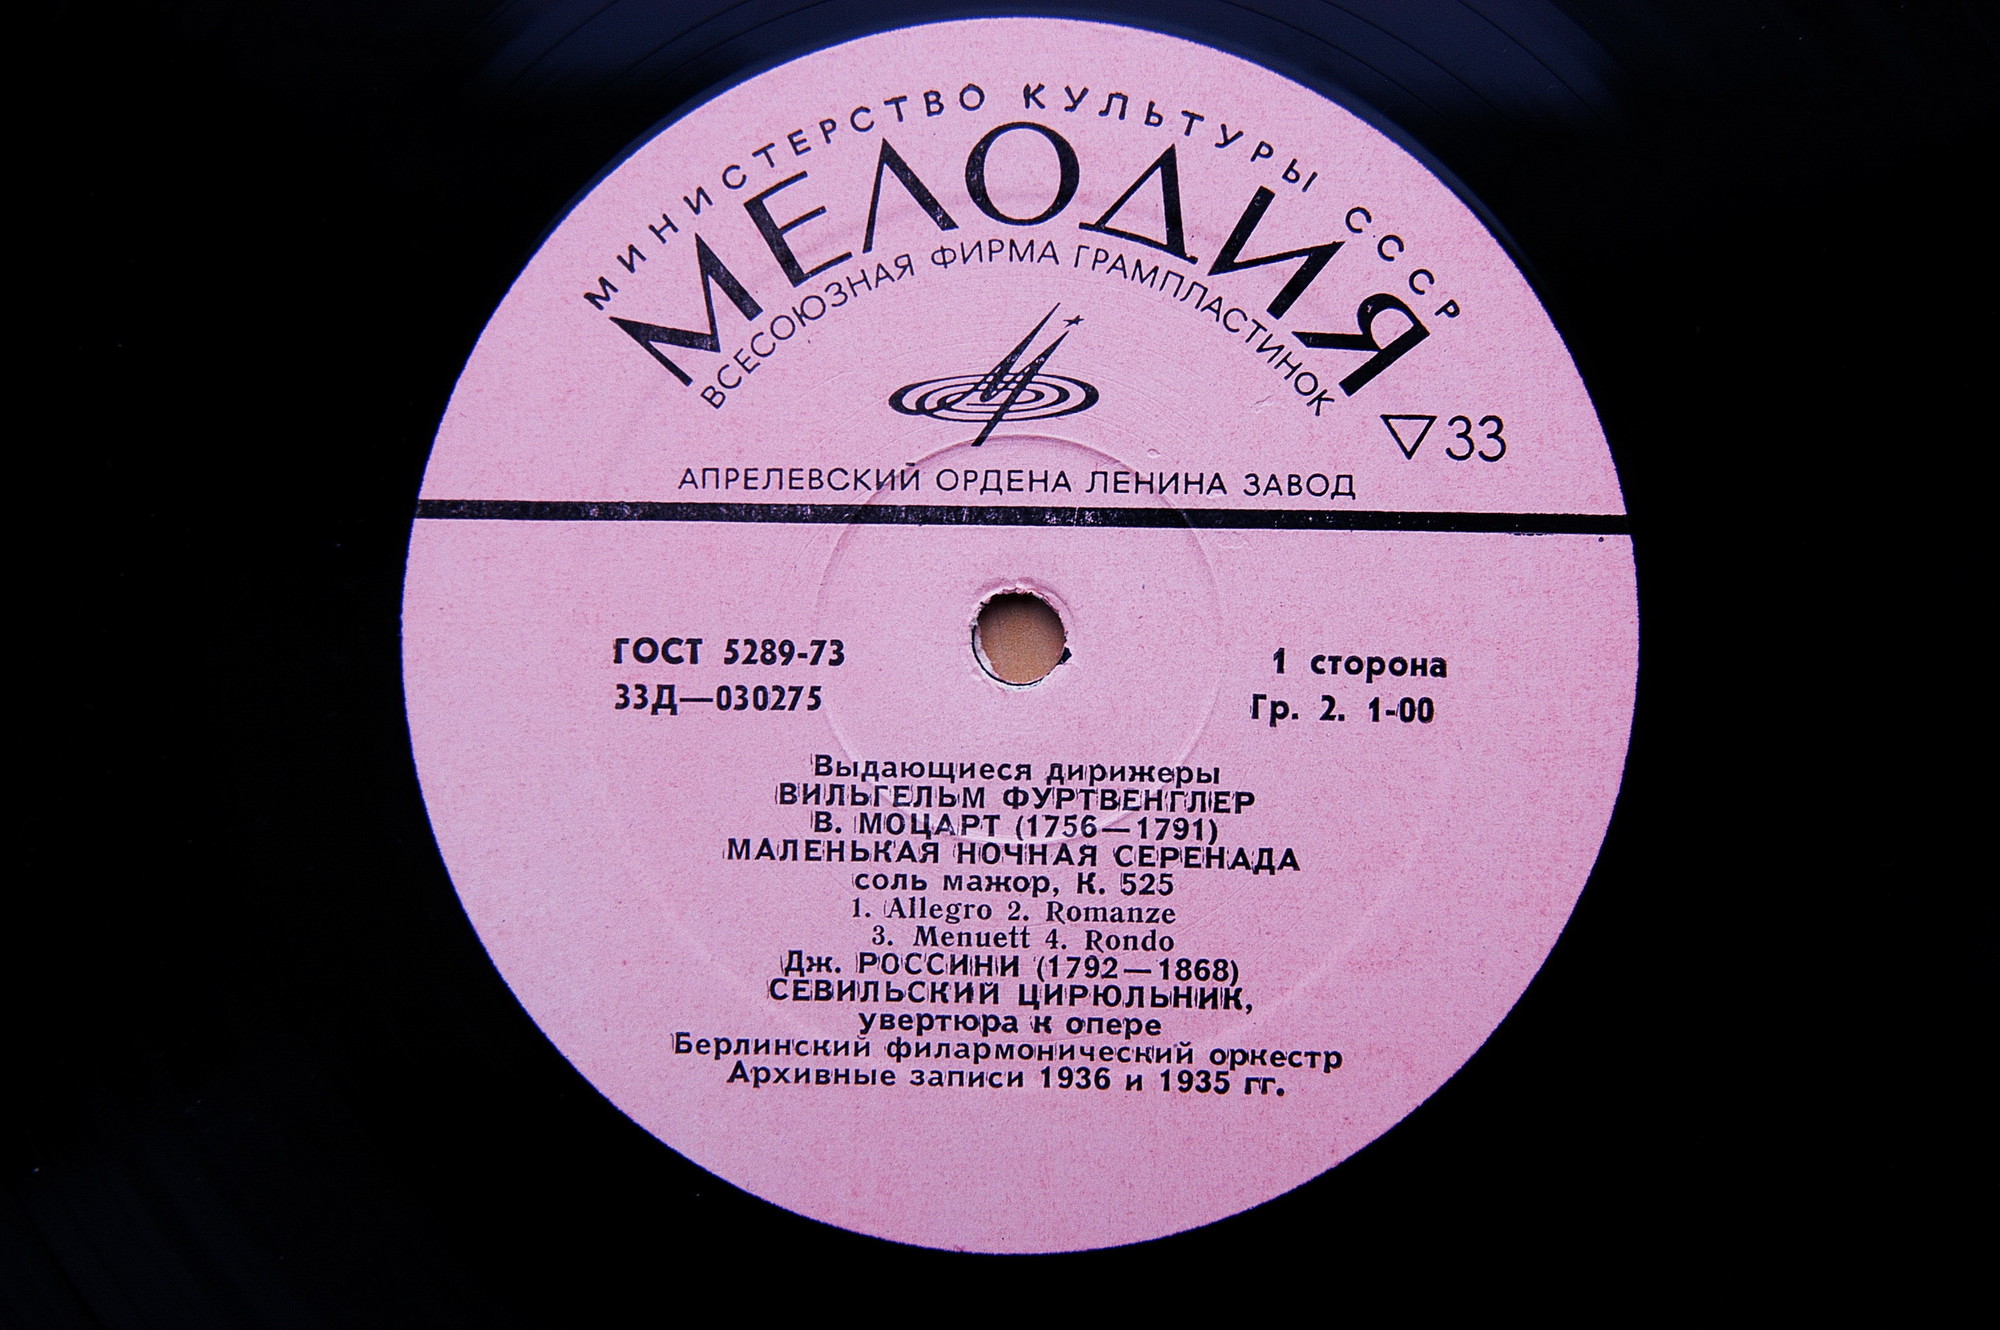 МИНИСТЕРСТВО КУЛЬТУРЫ СССР
МЕЛОДИЯ
ВСЕСОЮЗНАЯ ФИРМА ГРАМПЛАСТИНОК
33
АПРЕЛЕВСКИЙ ОРДЕНА ЛЕНИНА ЗАВОД
ГОСТ 5289-73
33Д—030275
1 сторона
Гр. 2. 1-00
Выдающиеся дирижеры
ВИЛЬГЕЛЬМ ФУРТВЕНГЛЕР
В. МОЦАРТ (1756—1791)
МАЛЕНЬКАЯ НОЧНАЯ СЕРЕНАДА
соль мажор, К. 525
1. Allegro 2. Romanze
3. Menuett 4. Rondo
Дж. РОССИНИ (1792—1868)
СЕВИЛЬСКИЙ ЦИРЮЛЬНИК,
увертюра к опере
Берлинский филармонический оркестр
Архивные записи 1936 и 1935 гг.